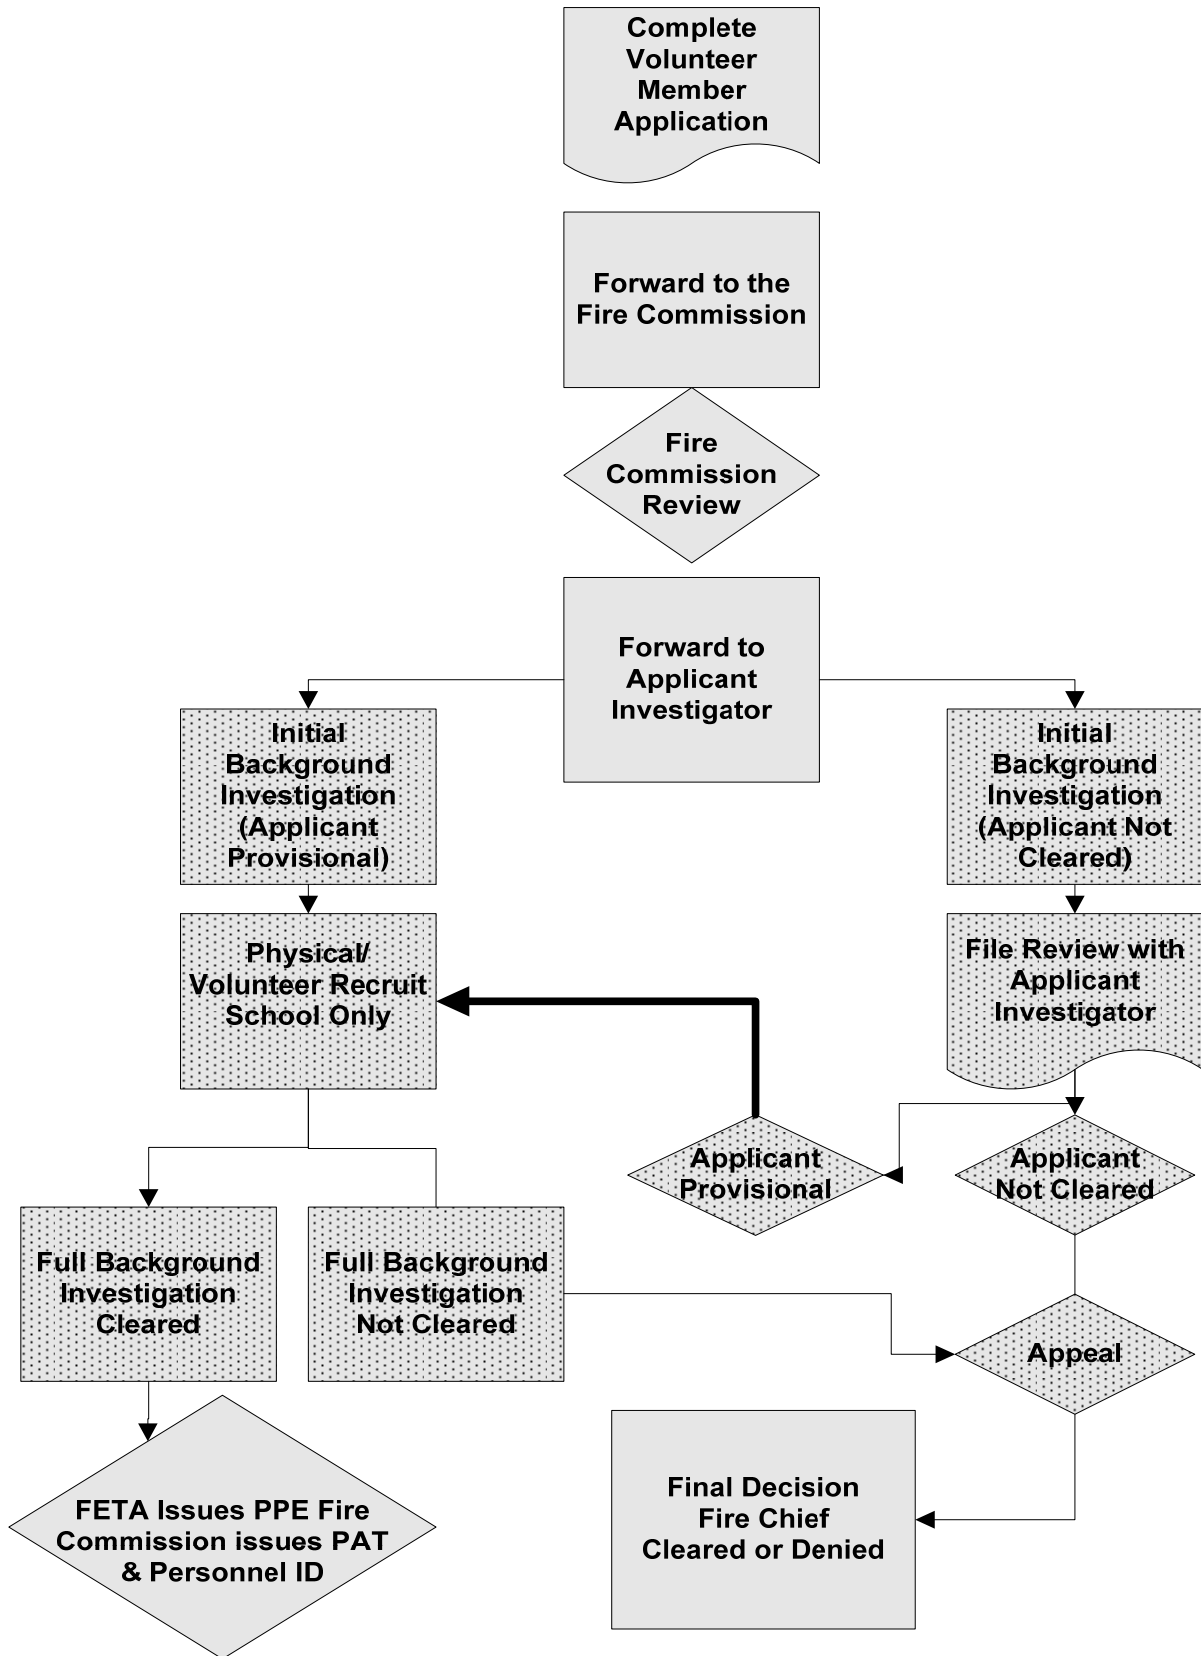 Complete
Volunteer
Member
Application
Forward to the
Fire Commission
Fire
Commission
Review
Forward to
Applicant
Investigator
Initial
Background
Investigation
(Applicant
Provisional)
Initial
Background
Investigation
(Applicant Not
Cleared)
Physical/
Volunteer Recruit
School Only
File Review with
Applicant
Investigator
Applicant
Provisional
Applicant
Not Cleared
Full Background
Investigation
Cleared
Full Background
Investigation
Not Cleared
Appeal
FETA Issues PPE Fire
Commission issues PAT
& Personnel ID
Final Decision
Fire Chief
Cleared or Denied